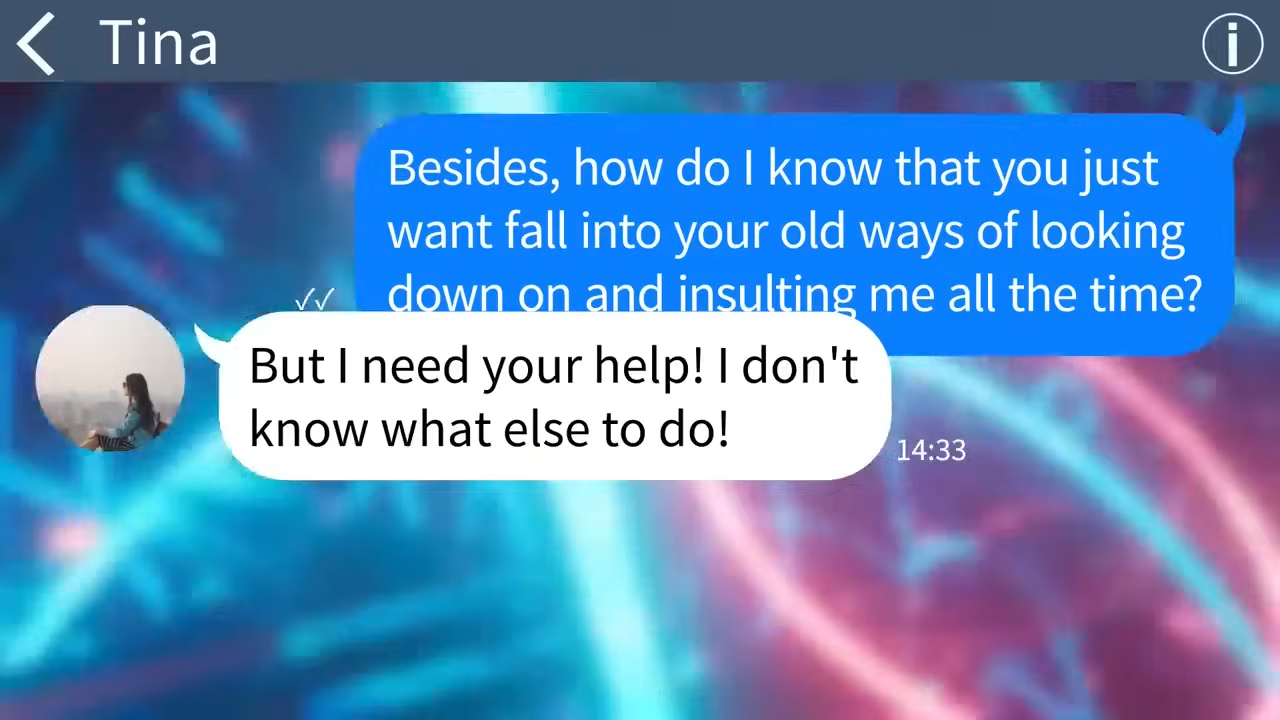 Tina
Besides, how do I know that you just
want fall into your old ways of looking
down on and insulting me all the time?
But I need your help! I don't
know what else to do!
14:33